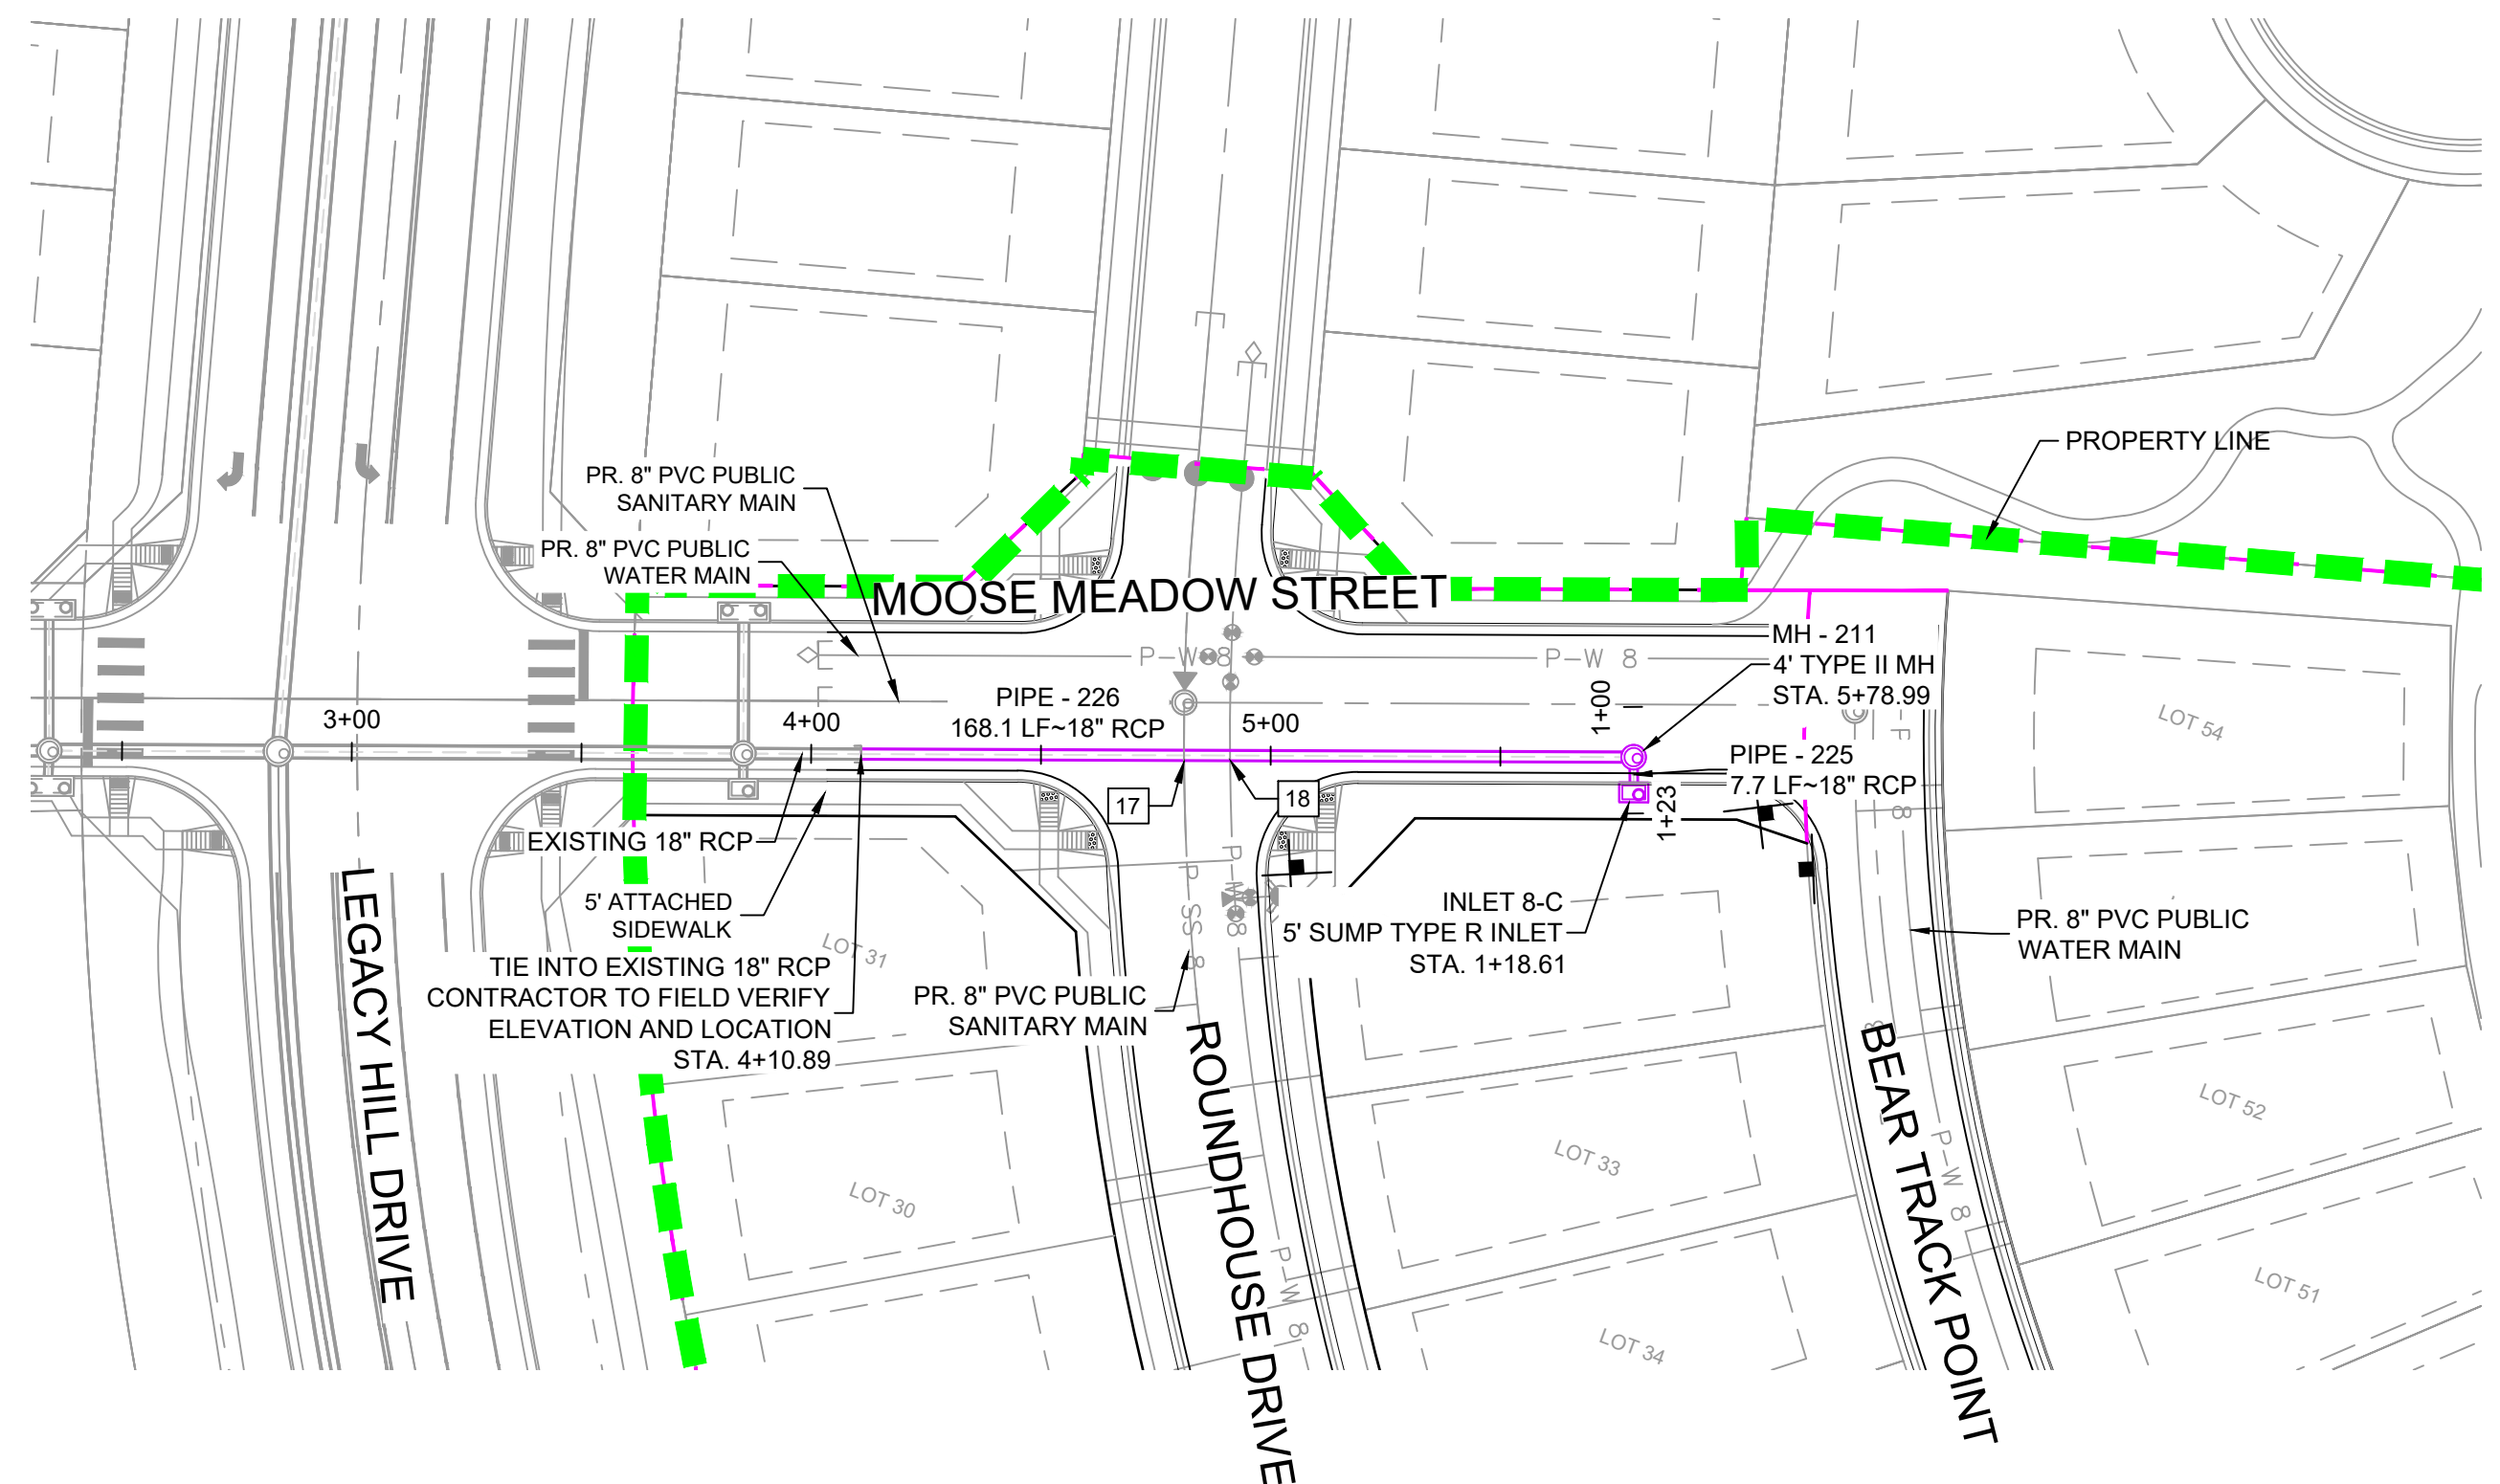 PROPERTY LINE
PR. 8" PVC PUBLIC
SANITARY MAIN
PR. 8" PVC PUBLIC
WATER MAIN
MOOSE MEADOW STREET
P-W 8
P-W 8
MH - 211
4' TYPE II MH
STA. 5+78.99
3+00
4+00
PIPE - 226
168.1 LF~18" RCP
5+00
1+00
PIPE - 225
7.7 LF~18" RCP
LOT 54
17
18
1+23
EXISTING 18" RCP
5' ATTACHED
SIDEWALK
TIE INTO EXISTING 18" RCP
CONTRACTOR TO FIELD VERIFY
ELEVATION AND LOCATION
STA. 4+10.89
LOT 31
PR. 8" PVC PUBLIC
SANITARY MAIN
P SS 8
INLET 8-C
5' SUMP TYPE R INLET
STA. 1+18.61
PR. 8" PVC PUBLIC
WATER MAIN
LEGACY HILL DRIVE
ROUNDHOUSE DRIVE
BEAR TRACK POINT
P-W 8
P-W 8
LOT 52
LOT 33
LOT 30
LOT 51
LOT 34